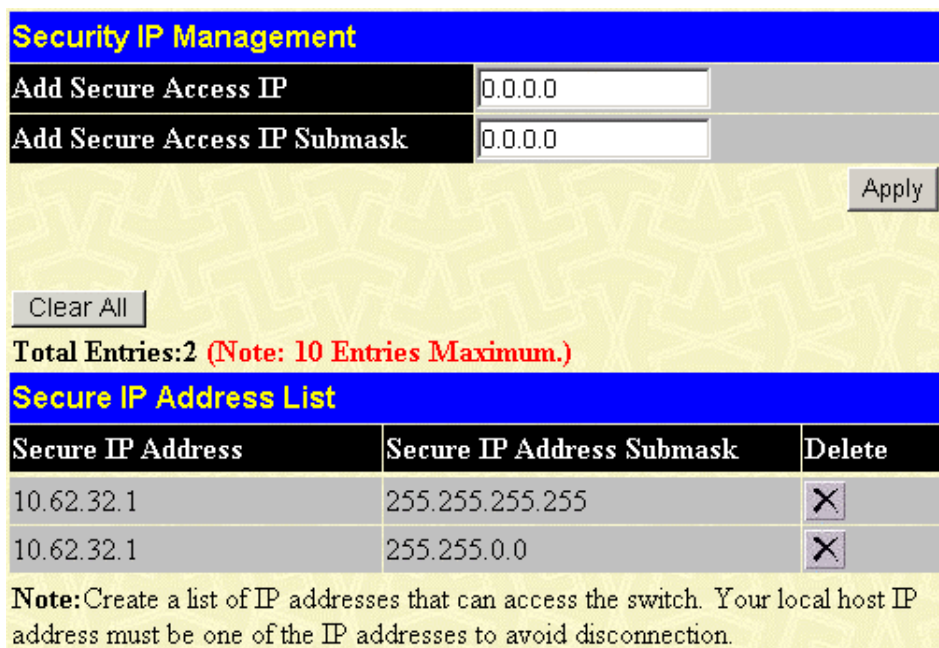 Security IP Management
Add Secure Access IP 0.0.0.0
Add Secure Access IP Submask 0.0.0.0
Apply
Clear All
Total Entries:2 (Note: 10 Entries Maximum.)
Secure IP Address List
Secure IP Address Secure IP Address Submask Delete
10.62.32.1 255.255.255.255
10.62.32.1 255.255.0.0
Note:Create a list of IP addresses that can access the switch. Your local host IP
address must be one of the IP addresses to avoid disconnection.